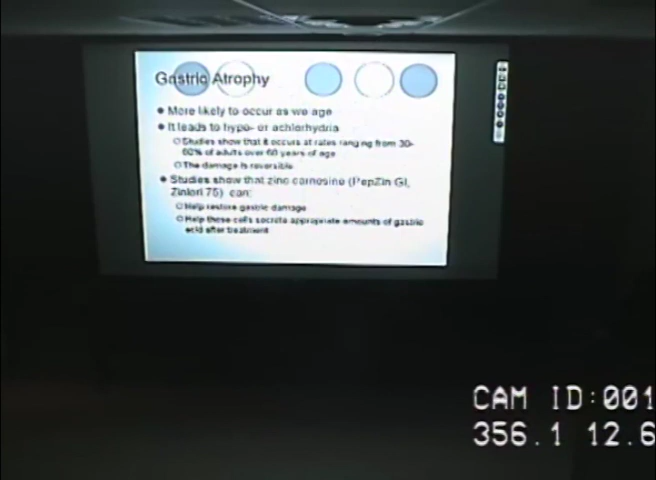 Gastric Atrophy
More likely to occur as we age
It leads to hypo- or achlorhydria
Studies show that it occurs at rates ranging from 30-
60% of adults over 60 years of age
The damage is reversible
Studies show that zinc carnosine (PepZin GI,
Zinlori 75) can:
Help restore gastric damage
Help these cells secrete appropriate amounts of gastric
acid after treatment
CAM ID:001
356.1 12.6